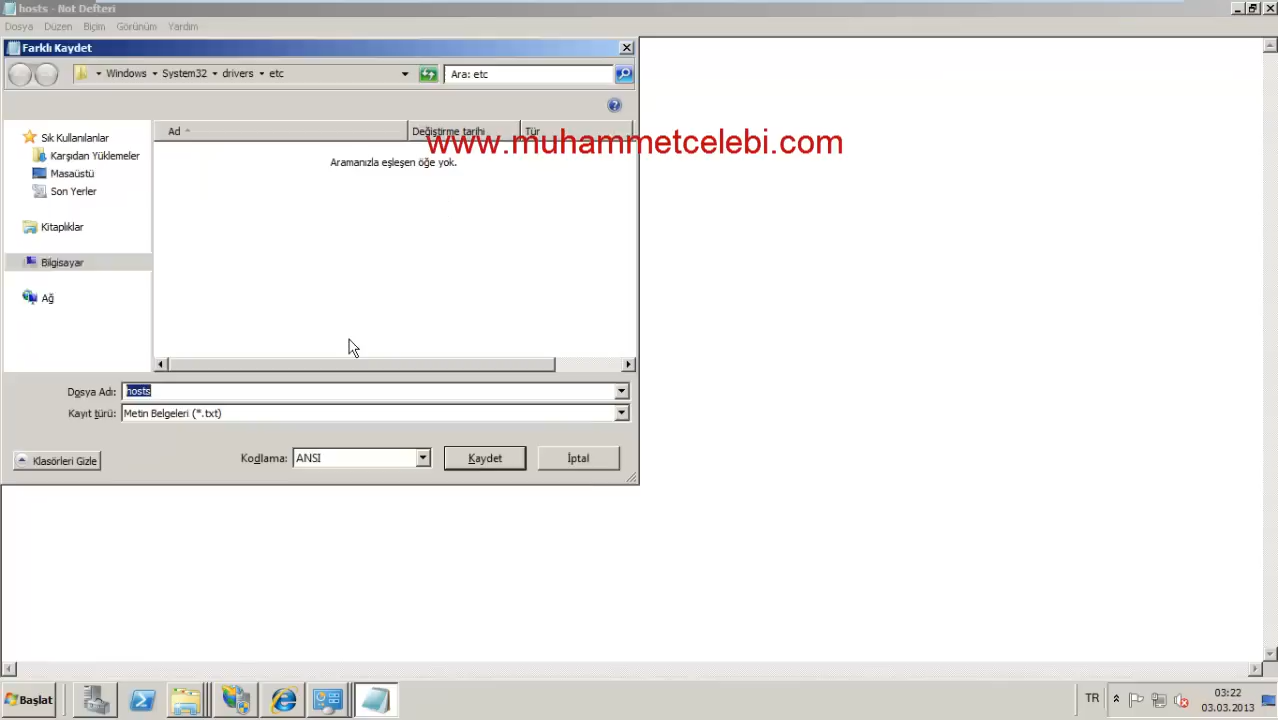 hosts - Not Defteri
Dosya Düzen Biçim Görünüm Yardım
Farklı Kaydet
Windows System32 drivers etc
Ara: etc
Ad Değiştirme tarihi Tür
www.muhammetcelebi.com
Aramanızla eşleşen öğe yok.
Sık Kullanılanlar
Karşıdan Yüklemeler
Masaüstü
Son Yerler
Kitaplıklar
Bilgisayar
Ağ
Dosya Adı: hosts
Kayıt türü: Metin Belgeleri (*.txt)
Klasörleri Gizle
Kodlama: ANSI
Kaydet
İptal
Başlat
TR
03:22
03.03.2013